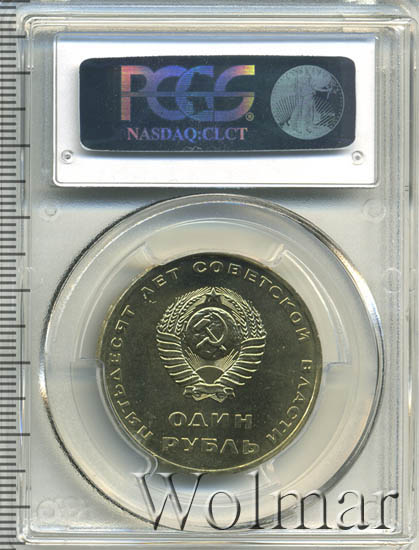 PCGS
NASDAQ:CLCT
ПЯТЬДЕСЯТ ЛЕТ СОВЕТСКОЙ ВЛАСТИ
ОДИН
РУБЛЬ
Wolmar